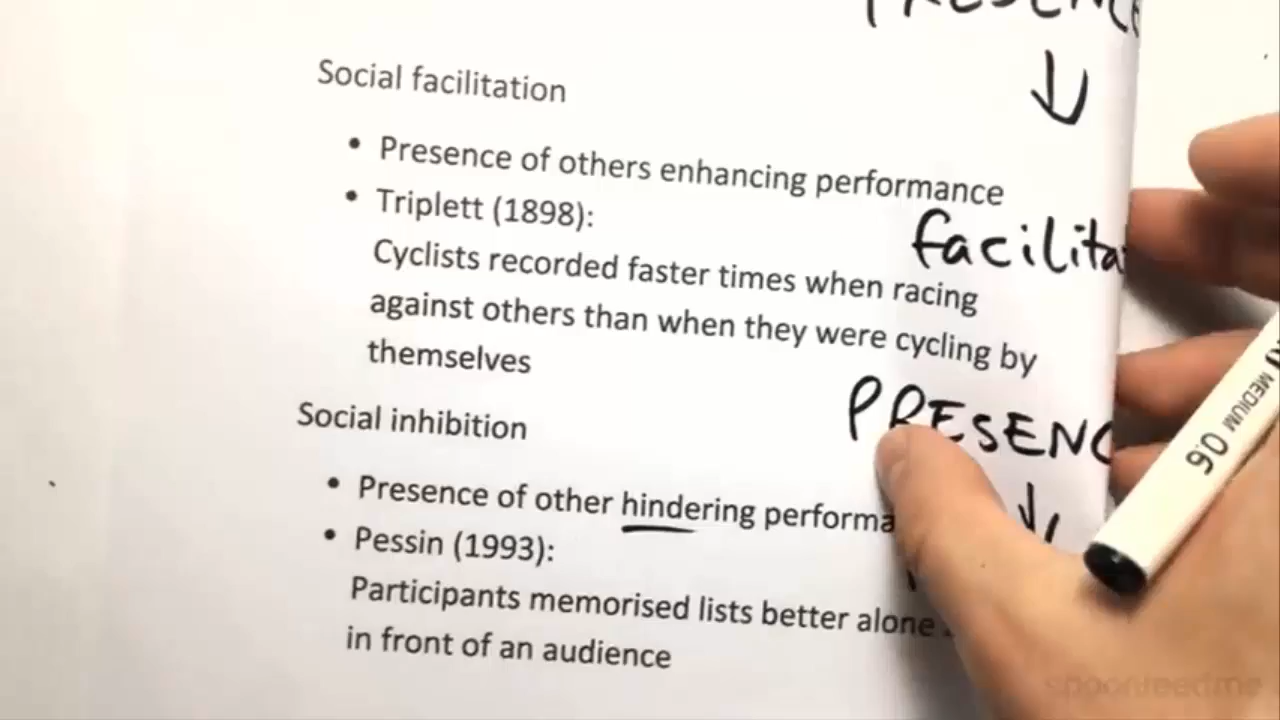 PRESENC
Social facilitation
• Presence of others enhancing performance
• Triplett (1898):
facilita
Cyclists recorded faster times when racing
against others than when they were cycling by
themselves
PRESENC
Social inhibition
• Presence of other hindering performa
• Pessin (1993):
Participants memorised lists better alone
in front of an audience
MEDIUM 0.6
spoonfeedme